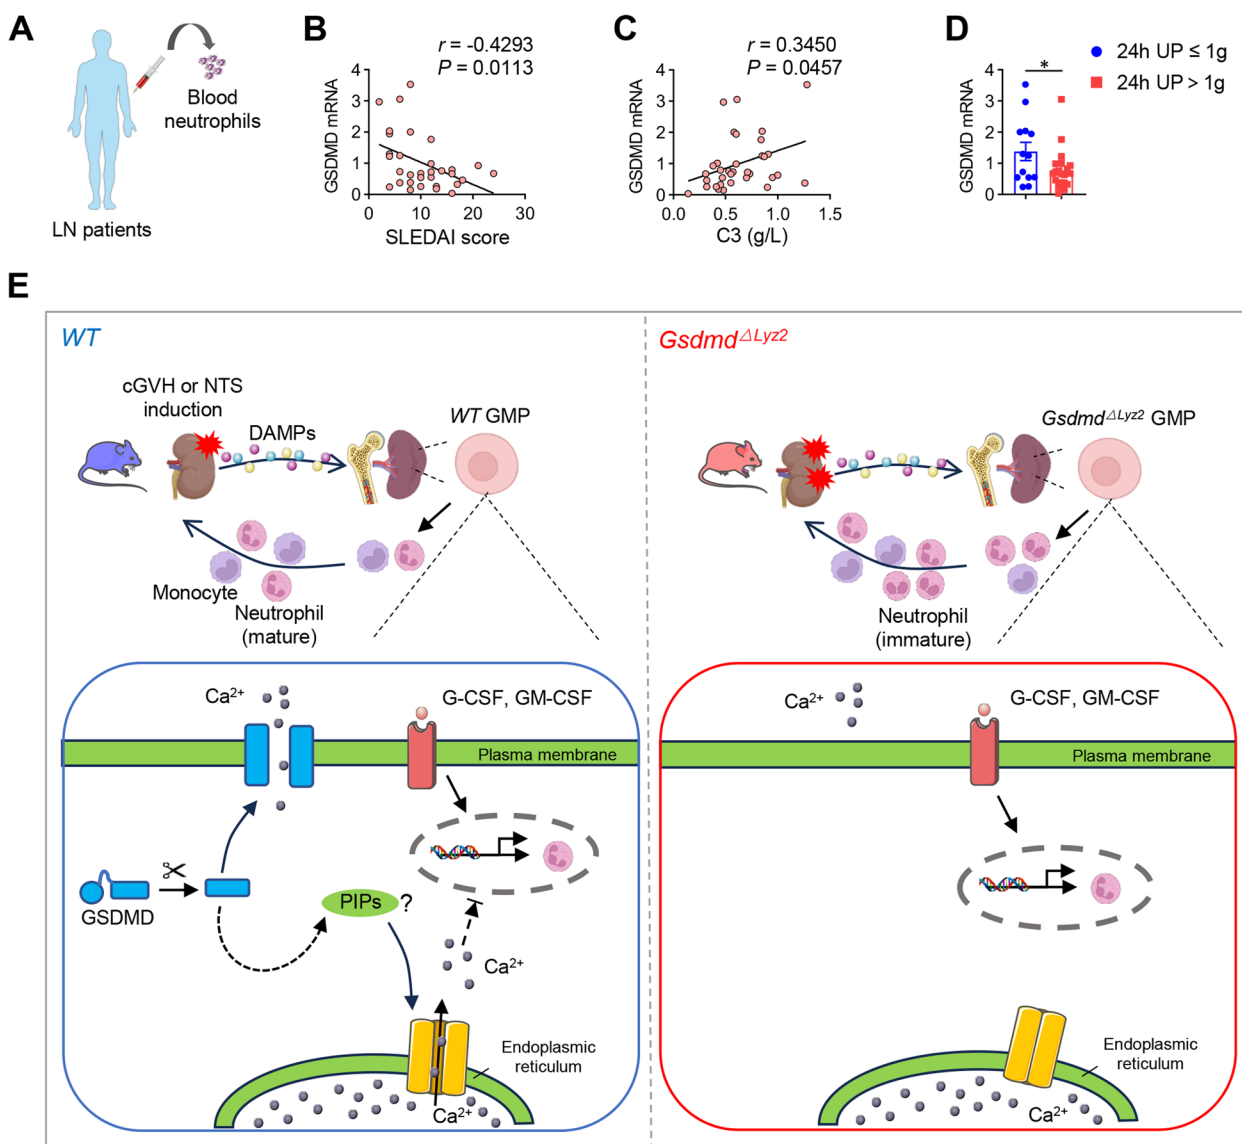 A
Blood
neutrophils
LN patients
B
r = -0.4293
P = 0.0113
GSDMD mRNA
4
3
2
1
0
0
10
20
30
SLEDAI score
C
r = 0.3450
P = 0.0457
GSDMD mRNA
4
3
2
1
0
0.0
0.5
1.0
1.5
C3 (g/L)
D
GSDMD mRNA
4
3
2
1
0
*
24h UP ≤ 1g
24h UP > 1g
E
WT
cGVH or NTS
induction
DAMPs
WT GMP
Monocyte
Neutrophil
(mature)
Ca²⁺
G-CSF, GM-CSF
Plasma membrane
GSDMD
PIPs ?
Ca²⁺
Endoplasmic
reticulum
Ca²⁺
Gsdmd^△Lyz2
Gsdmd^△Lyz2 GMP
Neutrophil
(immature)
Ca²⁺
G-CSF, GM-CSF
Plasma membrane
Endoplasmic
reticulum
Ca²⁺